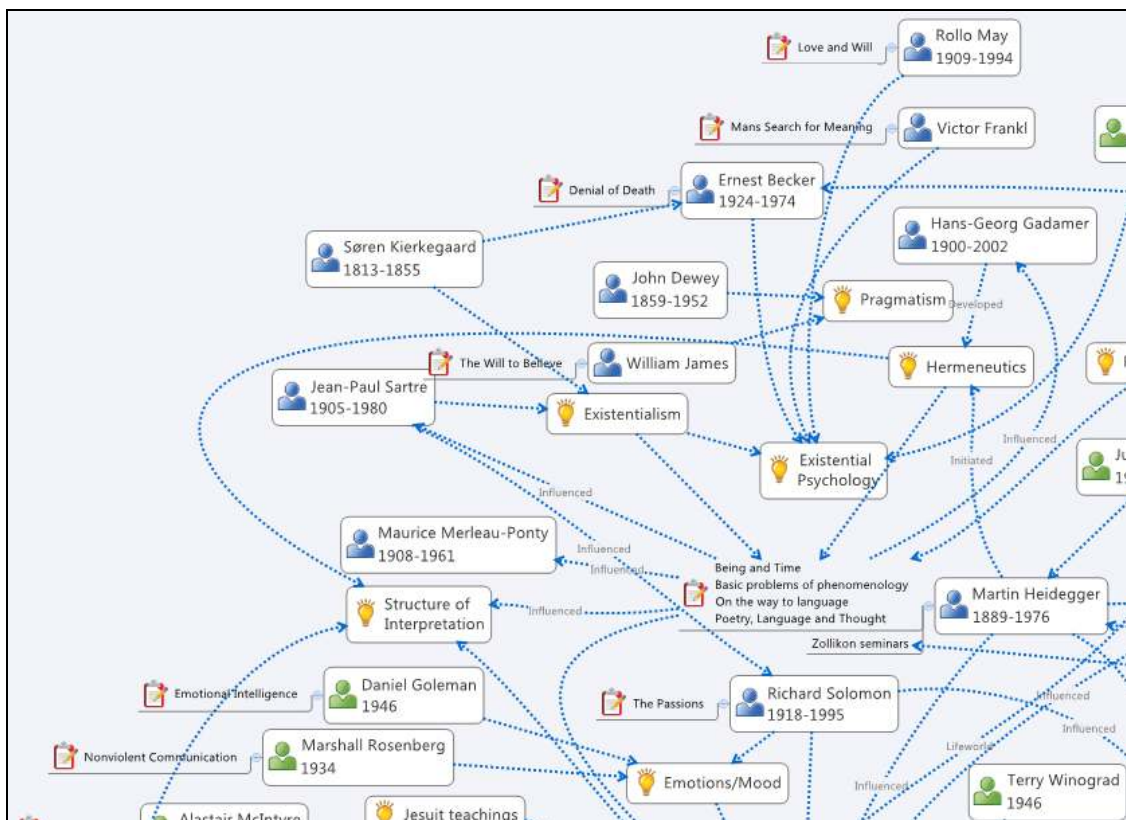 Rollo May
1909-1994
Love and Will
Mans Search for Meaning
Victor Frankl
Ernest Becker
1924-1974
Denial of Death
Hans-Georg Gadamer
1900-2002
Søren Kierkegaard
1813-1855
John Dewey
1859-1952
Pragmatism
Developed
The Will to Believe
William James
Hermeneutics
Jean-Paul Sartre
1905-1980
Existentialism
Influenced
Initiated
Existential
Psychology
Influenced
Maurice Merleau-Ponty
1908-1961
Influenced
Influenced
Being and Time
Basic problems of phenomenology
On the way to language
Poetry, Language and Thought
Zollikon seminars
Martin Heidegger
1889-1976
Structure of
Interpretation
Influenced
Emotional Intelligence
Daniel Goleman
1946
The Passions
Richard Solomon
1918-1995
Influenced
Influenced
Nonviolent Communication
Marshall Rosenberg
1934
Lifeworld
Emotions/Mood
Influenced
Terry Winograd
1946
Alastair McIntyre
Jesuit teachings